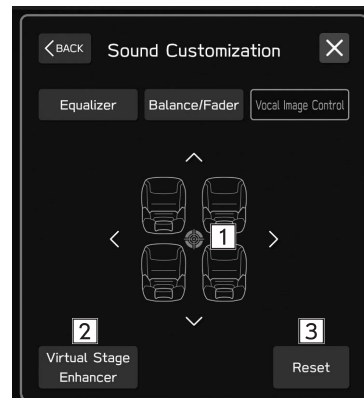 BACK Sound Customization
Equalizer Balance/Fader Vocal Image Control
1
2 3
Virtual Stage
Enhancer
Reset